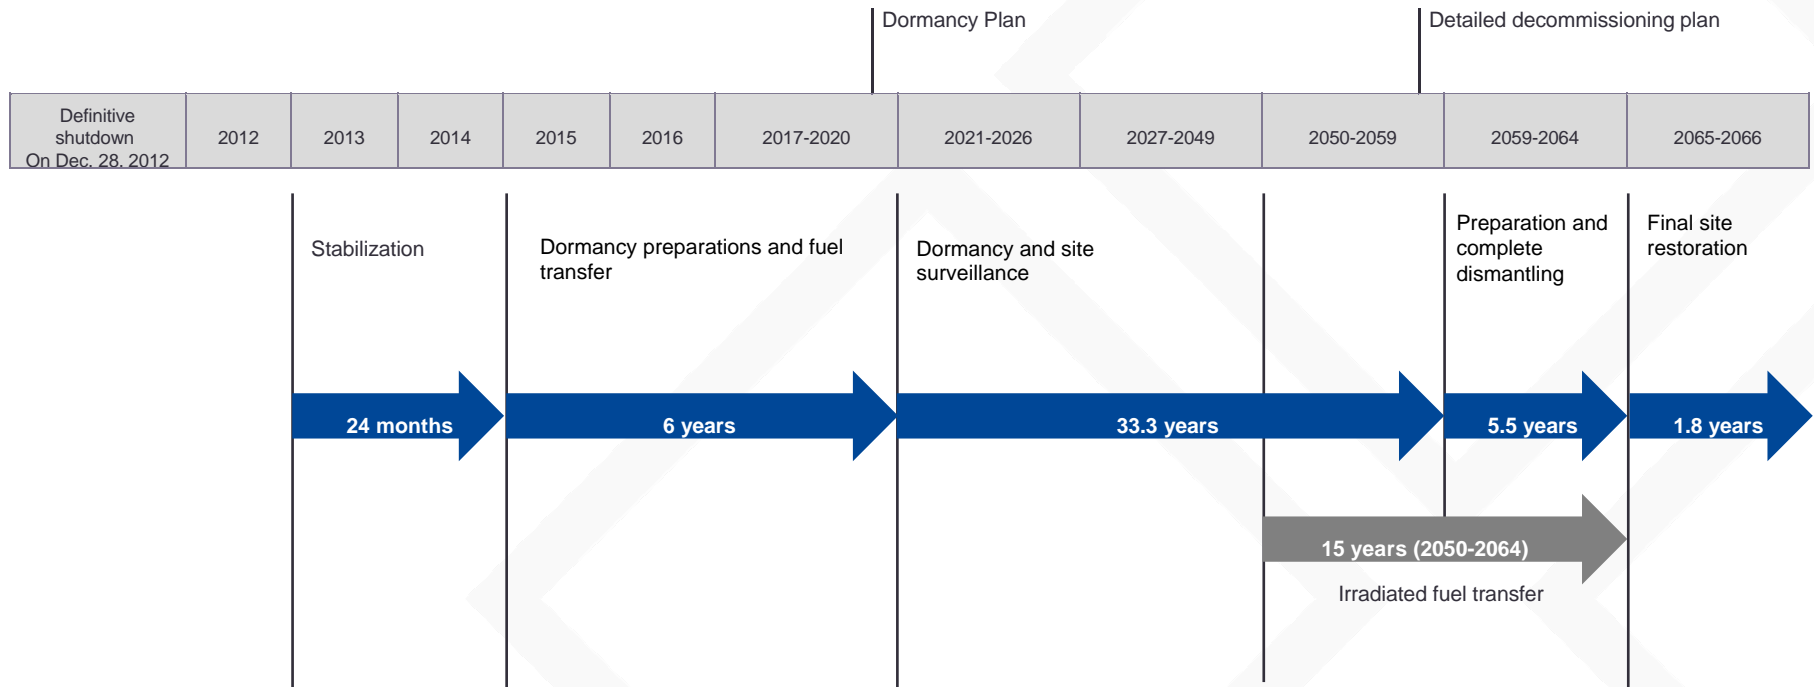 Dormancy Plan
Detailed decommissioning plan
Definitive
shutdown
On Dec. 28, 2012
2012
2013
2014
2015
2016
2017-2020
2021-2026
2027-2049
2050-2059
2059-2064
2065-2066
Stabilization
Dormancy preparations and fuel
transfer
Dormancy and site
surveillance
Preparation and
complete
dismantling
Final site
restoration
24 months
6 years
33.3 years
5.5 years
1.8 years
15 years (2050-2064)
Irradiated fuel transfer